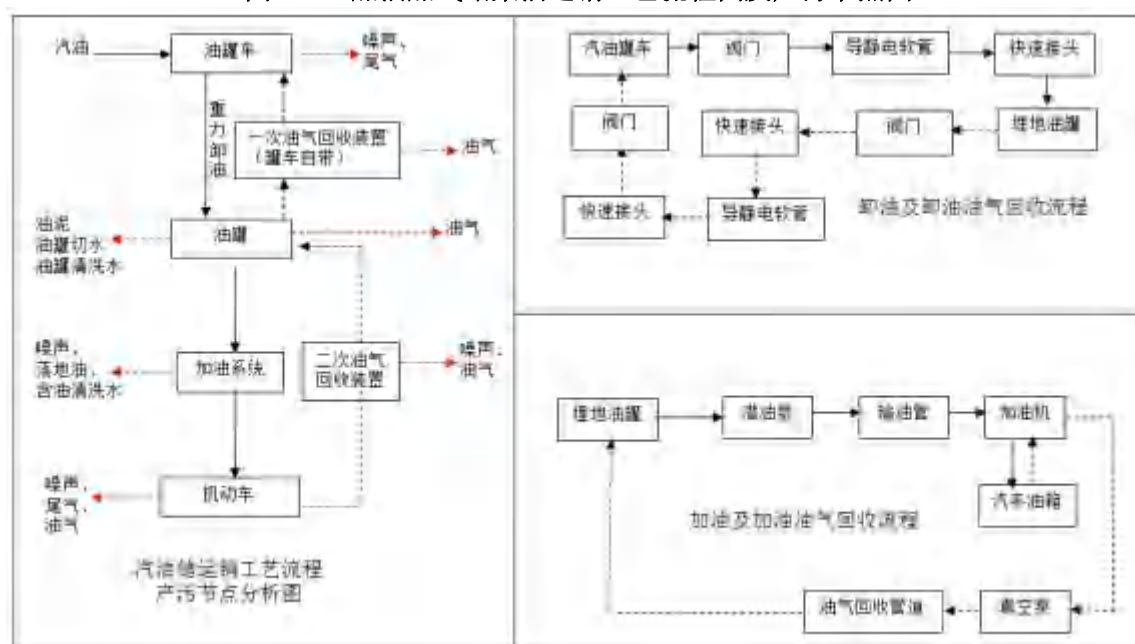 汽油
油罐车
噪声、
尾气
重力卸油
一次油气回收装置
（罐车自带）
油气
油泥
油罐切水
油罐清洗水
油罐
油气
噪声，
落地油，
含油清洗水
加油系统
二次油气
回收装置
噪声，
油气
噪声，
尾气，
油气
机动车
汽油储运销工艺流程
产污节点分析图
汽油罐车
阀门
导静电软管
快速接头
阀门
快速接头
阀门
埋地油罐
快速接头
导静电软管
卸油及卸油油气回收流程
埋地油罐
潜油泵
输油管
加油机
汽车油箱
加油及加油油气回收流程
油气回收管道
真空泵